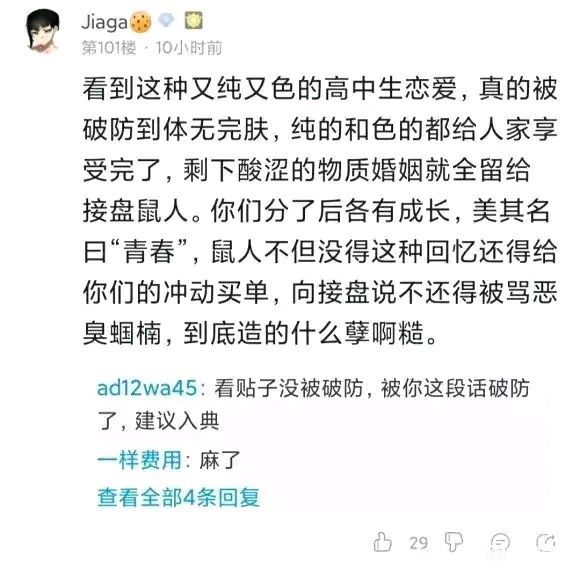 Jiaga
第101楼 · 10小时前
看到这种又纯又色的高中生恋爱，真的被
破防到体无完肤，纯的和色的都给人家享
受完了，剩下酸涩的物质婚姻就全留给
接盘鼠人。你们分了后各有成长，美其名
曰“青春”，鼠人不但没得这种回忆还得给
你们的冲动买单，向接盘说不还得被骂恶
臭蝈楠，到底造的什么孽啊糙。
ad12wa45: 看贴子没被破防，被你这段话破防
了，建议入典
一样费用: 麻了
查看全部4条回复
29